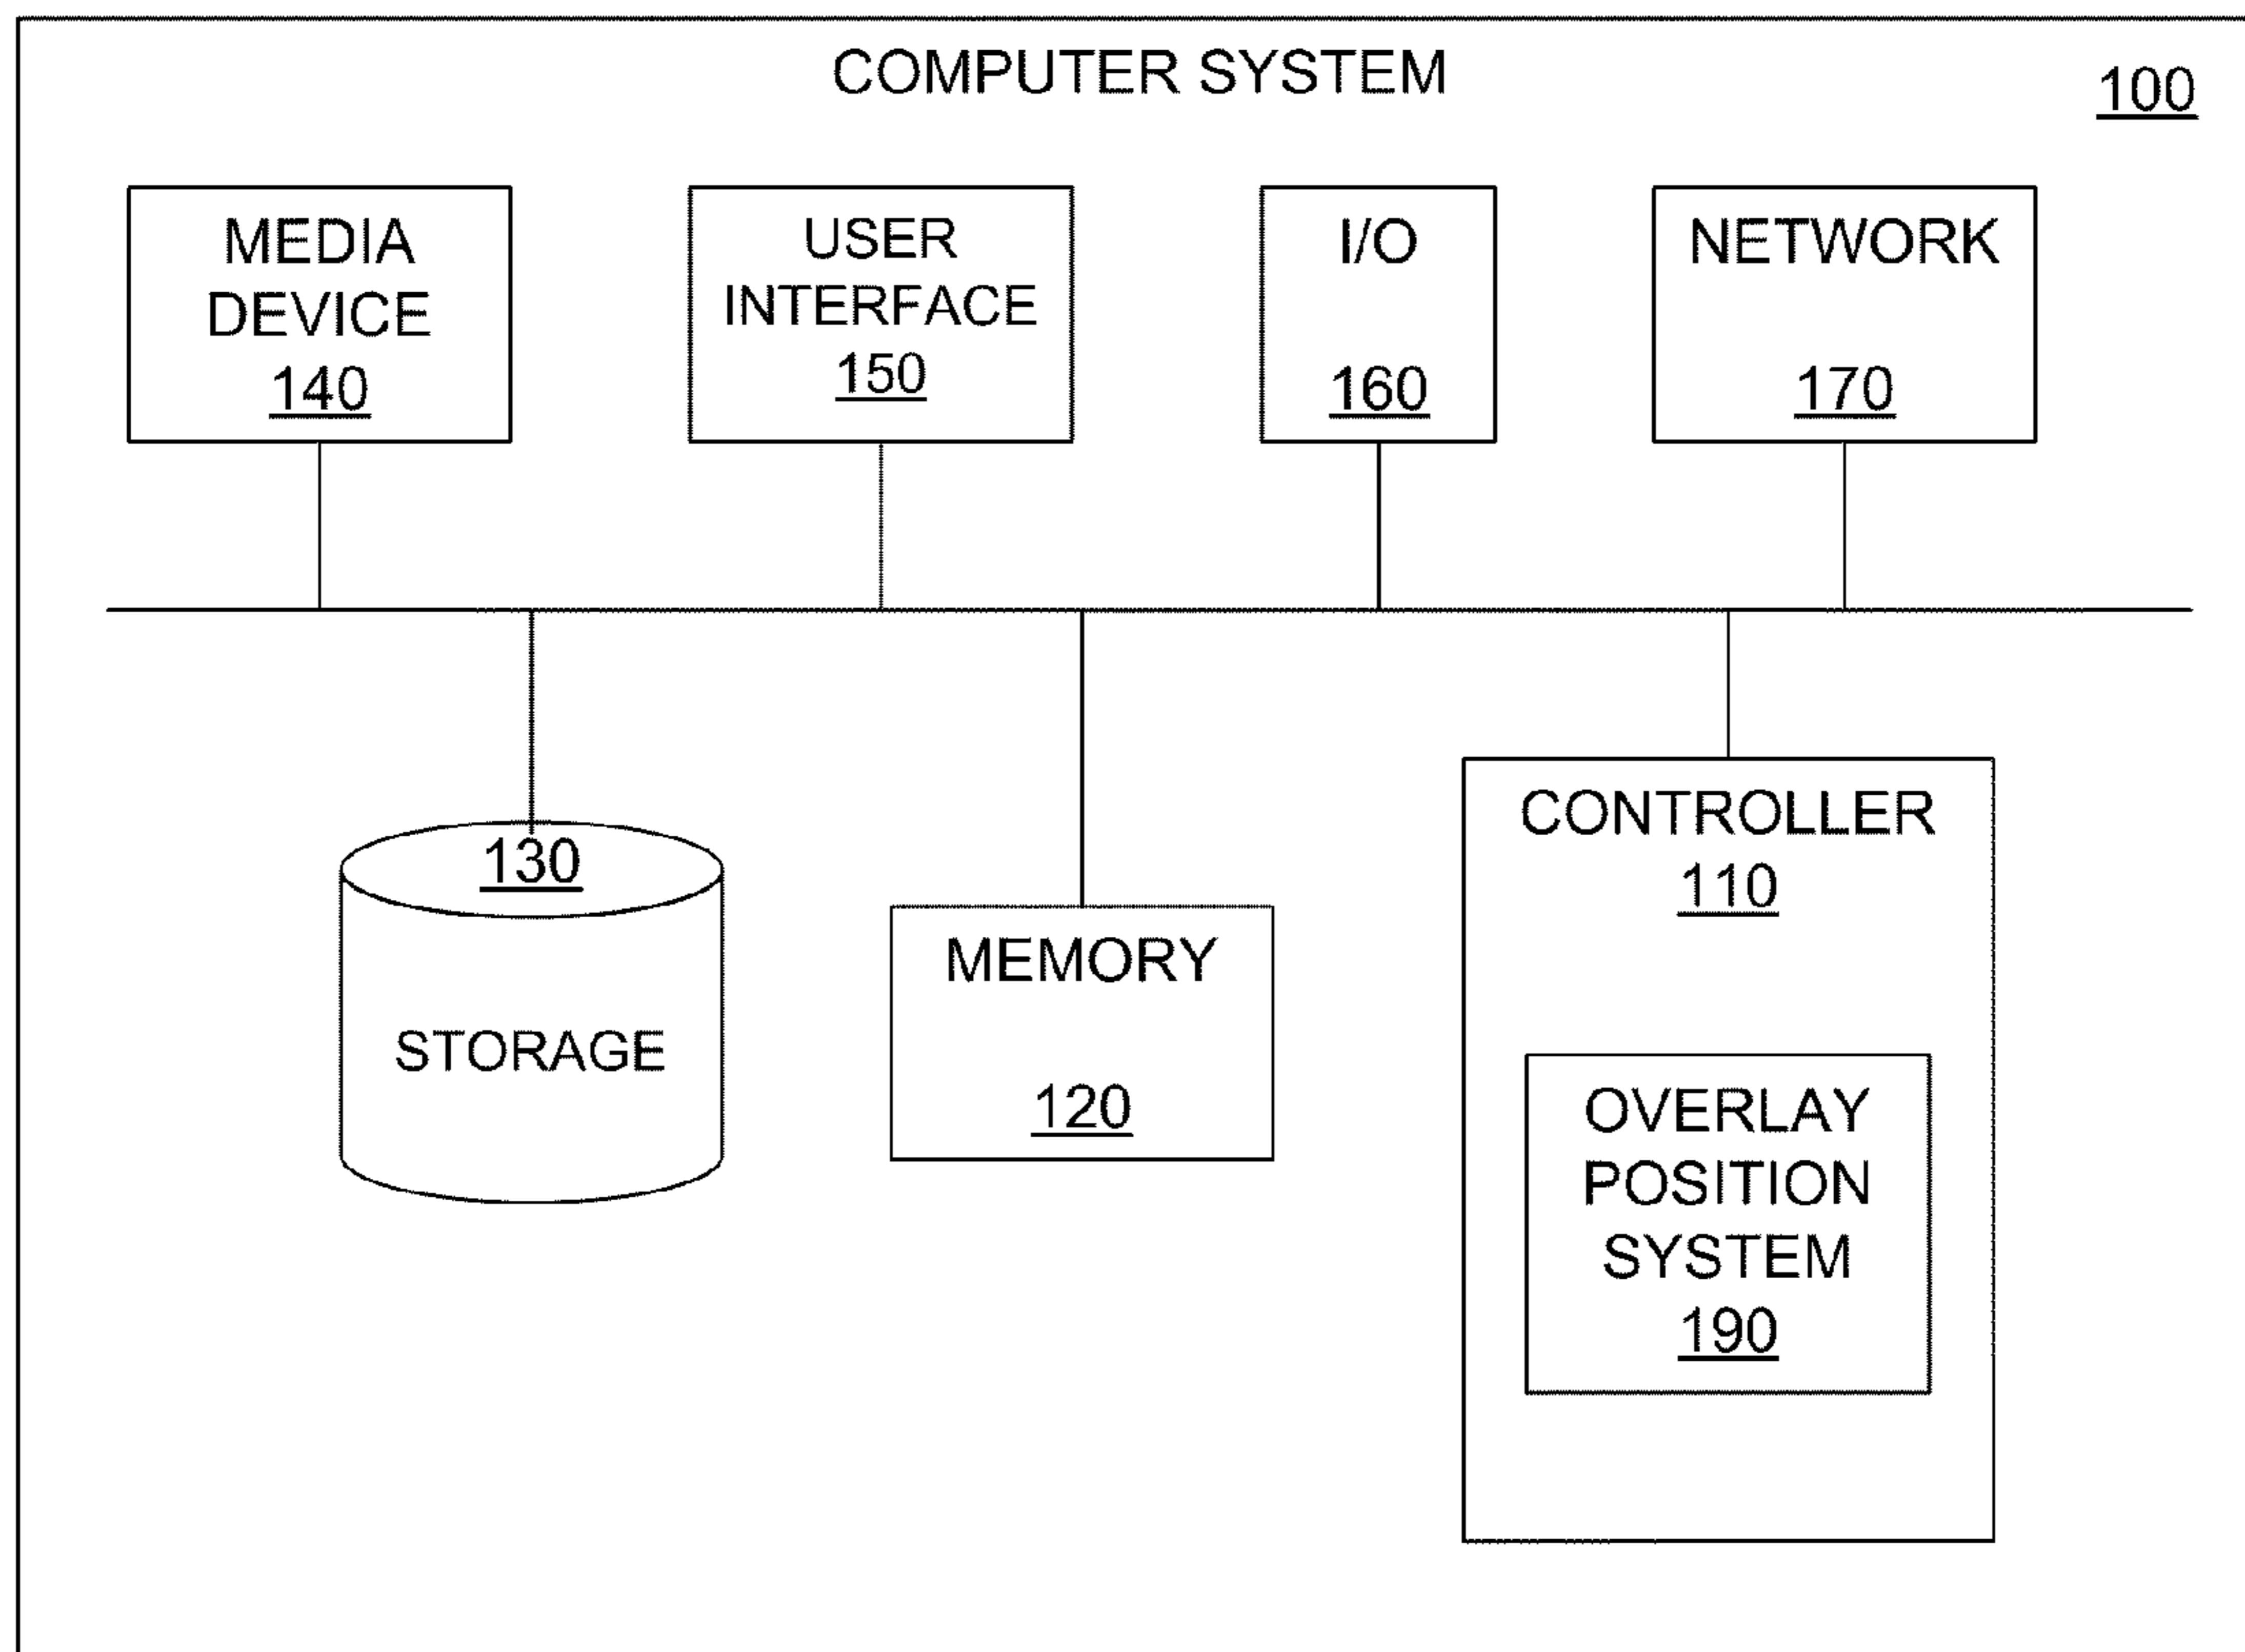 COMPUTER SYSTEM
100
MEDIA
DEVICE
140
USER
INTERFACE
150
I/O
160
NETWORK
170
130
STORAGE
MEMORY
120
CONTROLLER
110
OVERLAY
POSITION
SYSTEM
190